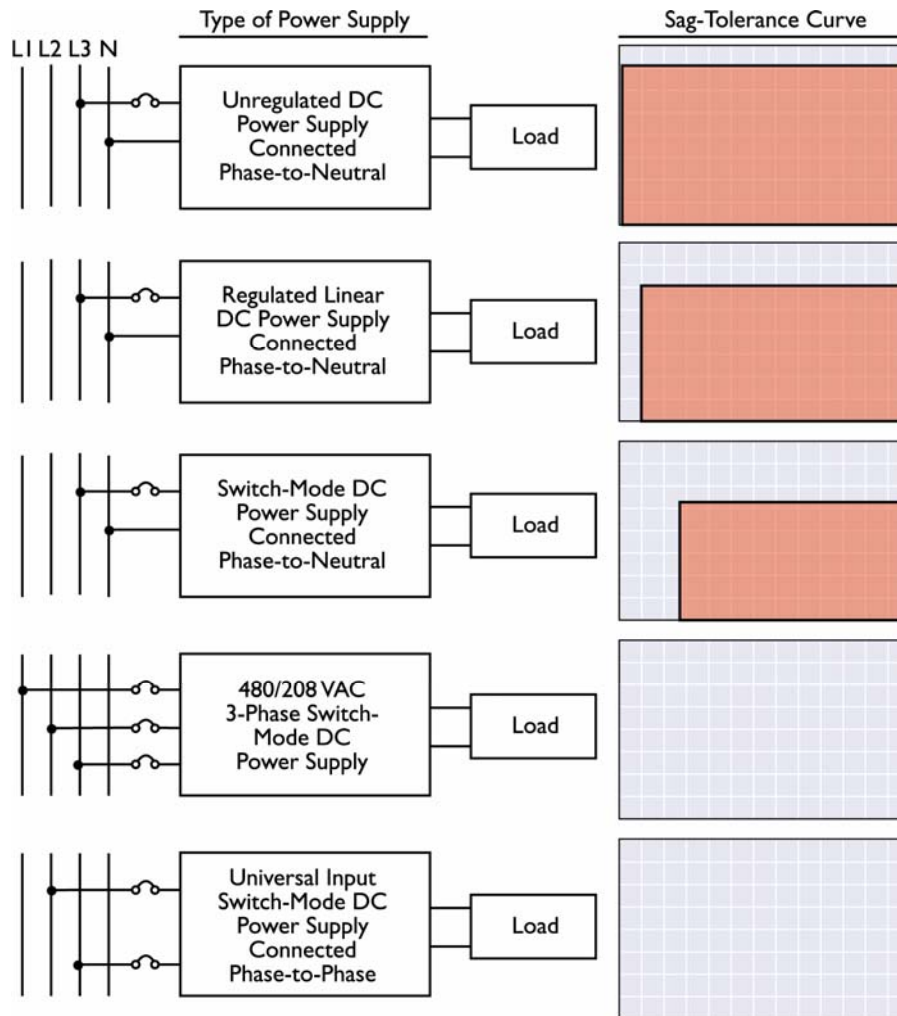 Type of Power Supply
Sag-Tolerance Curve
L1 L2 L3 N
Unregulated DC
Power Supply
Connected
Phase-to-Neutral
Load
Regulated Linear
DC Power Supply
Connected
Phase-to-Neutral
Load
Switch-Mode DC
Power Supply
Connected
Phase-to-Neutral
Load
480/208 VAC
3-Phase Switch-
Mode DC
Power Supply
Load
Universal Input
Switch-Mode DC
Power Supply
Connected
Phase-to-Phase
Load